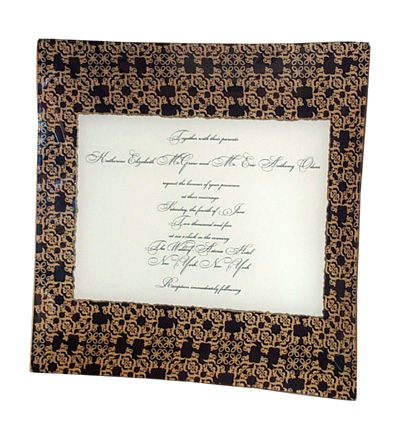 Together with their parents
Katherine Elizabeth McGraw and Mr. Eric Anthony
request the honour of your presence
at their marriage
Saturday, the fourth of June
Two thousand and five
at six o'clock in the evening
The Waldorf Astoria Hotel
New York New York
Reception immediately following